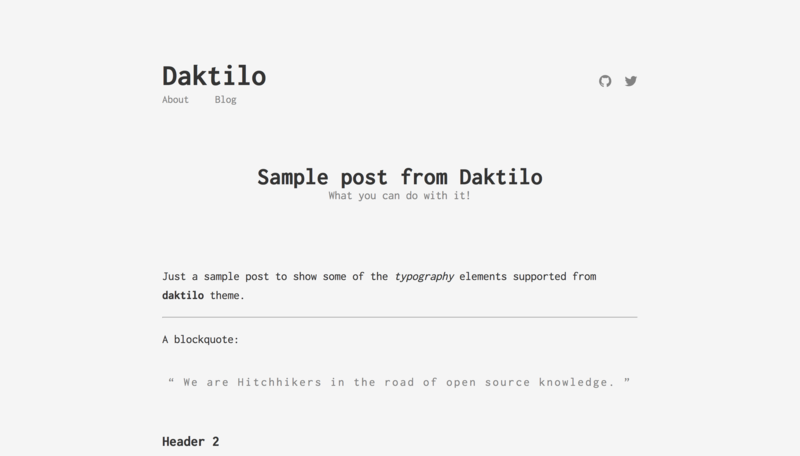 Daktilo
About Blog
Sample post from Daktilo
What you can do with it!
Just a sample post to show some of the typography elements supported from
daktilo theme.
A blockquote:
“ We are Hitchhikers in the road of open source knowledge. ”
Header 2